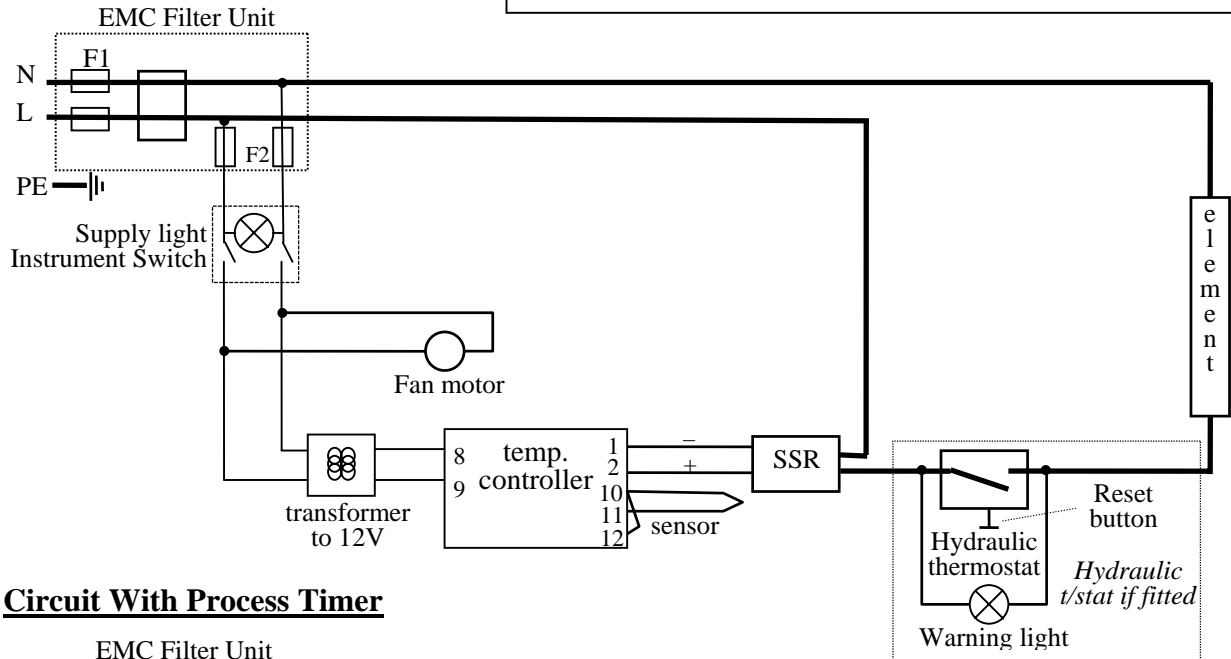 EMC Filter Unit
F1
N
L
F2
PE
Supply light
Instrument Switch
Fan motor
element
transformer
to 12V
8
9
temp.
controller
1
2
10
11
12
–
+
sensor
SSR
Reset
button
Hydraulic
thermostat
Hydraulic
t/stat if fitted
Warning light
Circuit With Process Timer
EMC Filter Unit